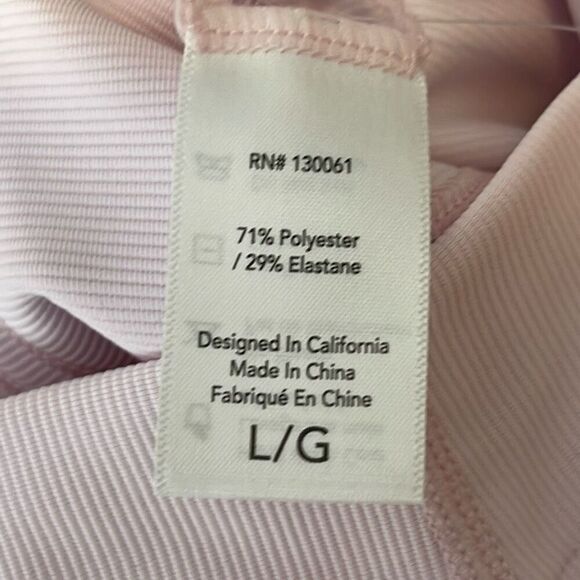 RN# 130061
71% Polyester
/ 29% Elastane
Designed In California
Made In China
Fabriqué En Chine
L/G